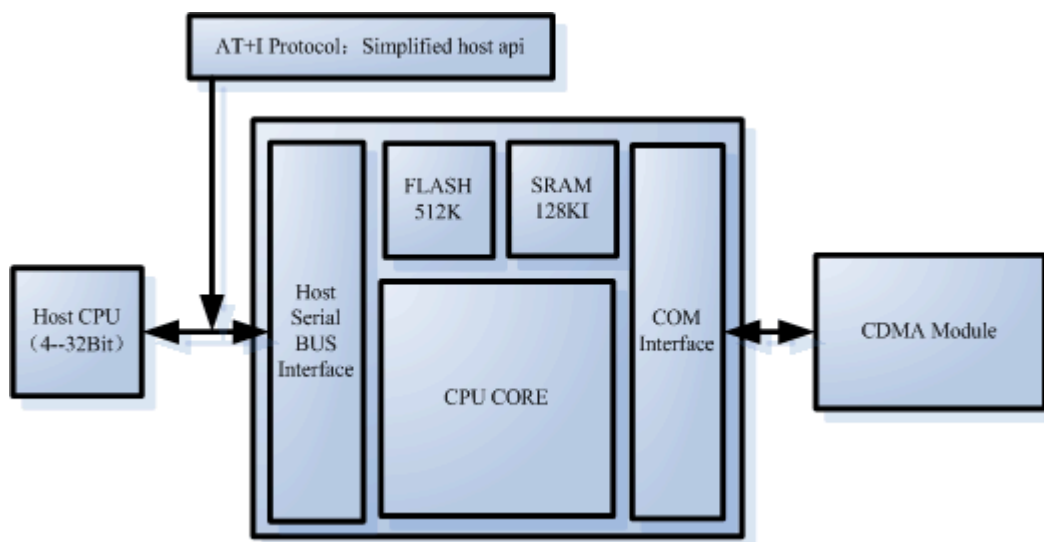 AT+I Protocol：Simplified host api
FLASH
512K
SRAM
128KI
Host CPU
（4--32Bit）
Host
Serial
BUS
Interface
COM
Interface
CPU CORE
CDMA Module